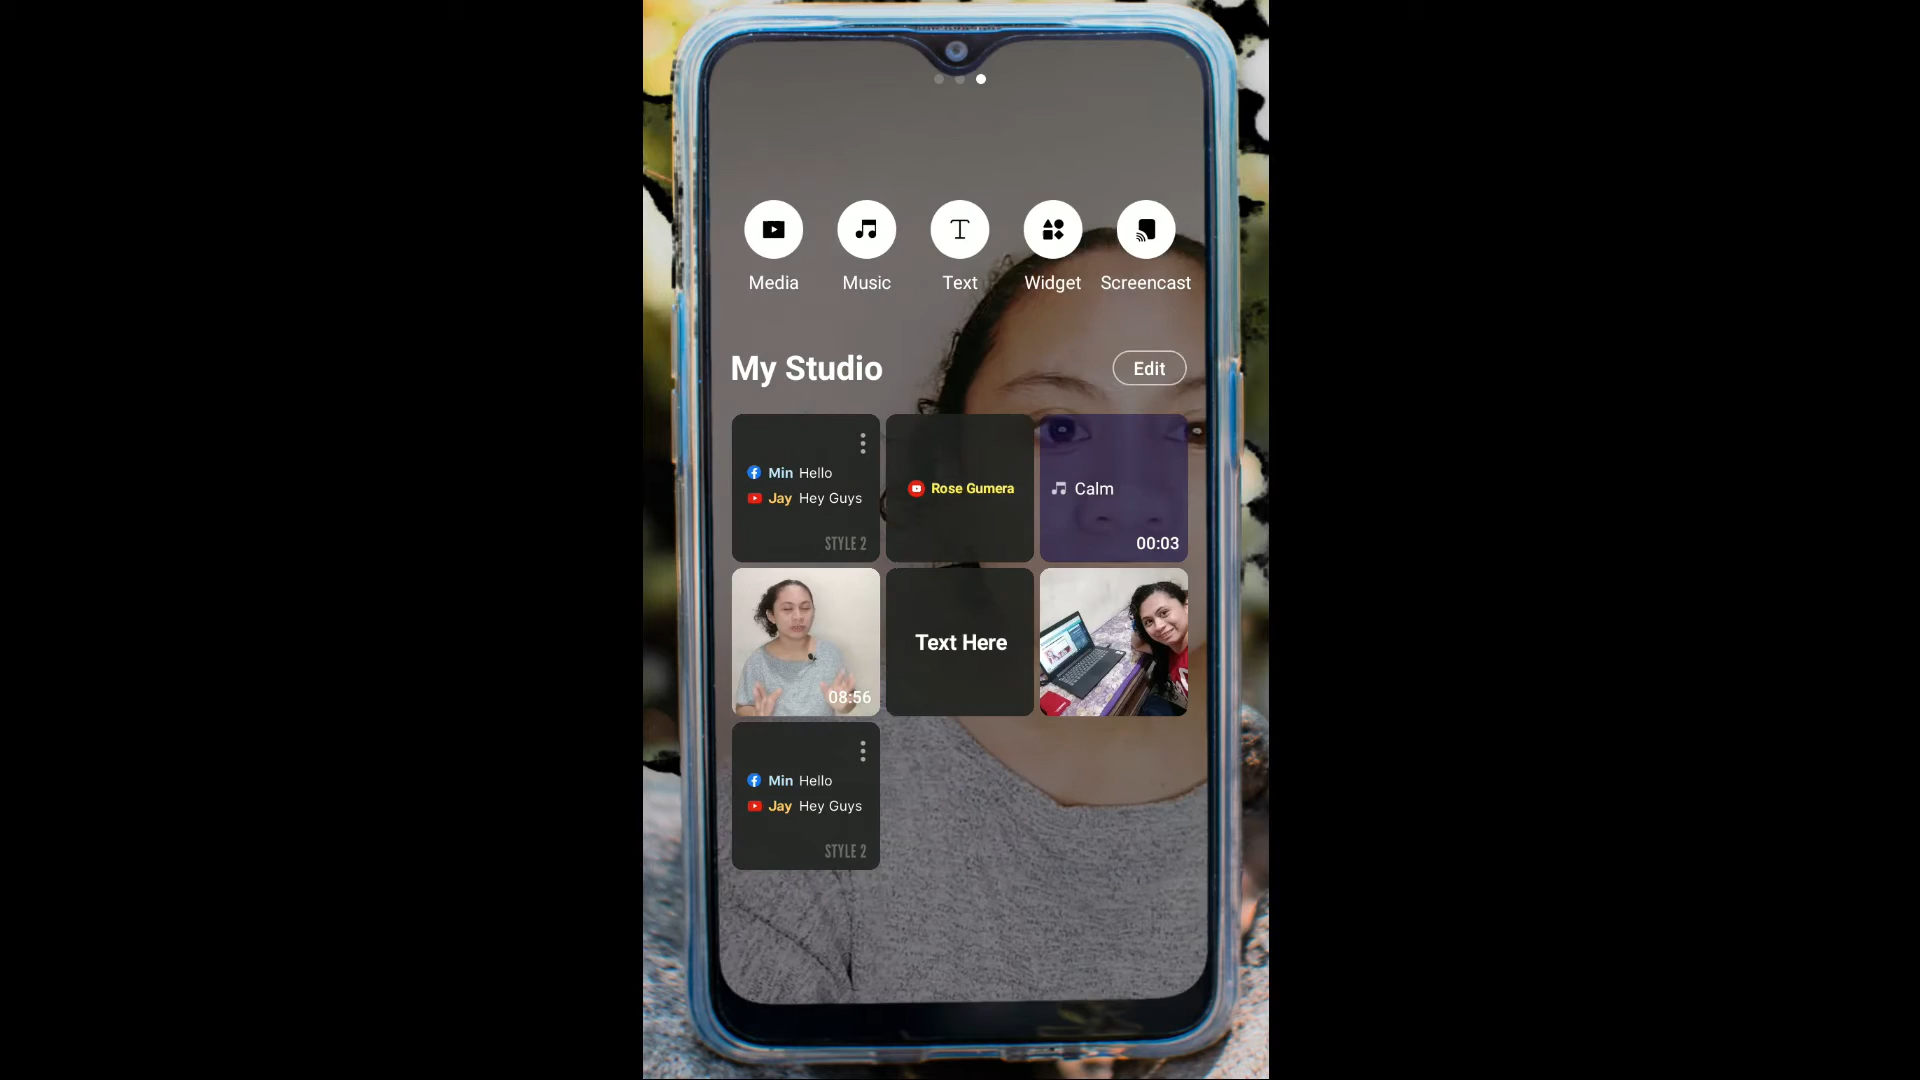 Media Music Text Widget Screencast
My Studio Edit
Min Hello
Jay Hey Guys
STYLE 2
Rose Gumera
Calm
00:03
08:56
Text Here
Min Hello
Jay Hey Guys
STYLE 2